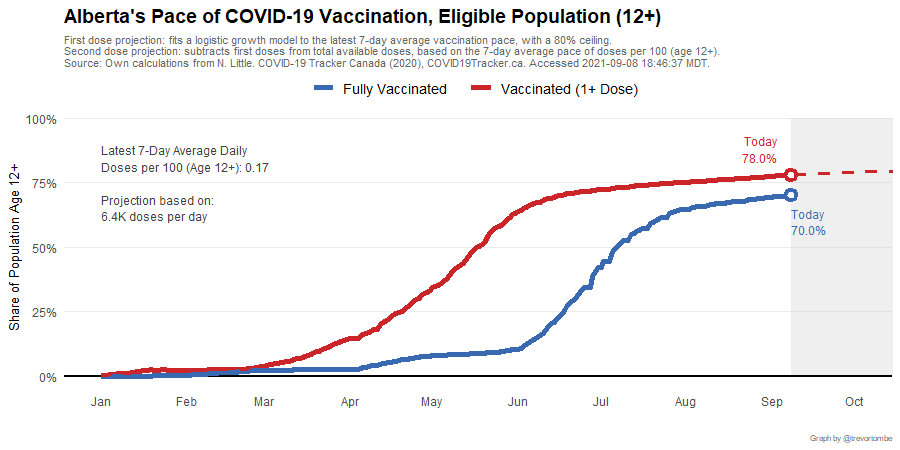 Alberta's Pace of COVID-19 Vaccination, Eligible Population (12+)
First dose projection: fits a logistic growth model to the latest 7-day average vaccination pace, with a 80% ceiling.
Second dose projection: subtracts first doses from total available doses, based on the 7-day average pace of doses per 100 (age 12+).
Source: Own calculations from N. Little. COVID-19 Tracker Canada (2020), COVID19Tracker.ca. Accessed 2021-09-08 18:46:37 MDT.
Fully Vaccinated
Vaccinated (1+ Dose)
Share of Population Age 12+
100%
75%
50%
25%
0%
Latest 7-Day Average Daily
Doses per 100 (Age 12+): 0.17
Projection based on:
6.4K doses per day
Today
78.0%
Today
70.0%
Jan
Feb
Mar
Apr
May
Jun
Jul
Aug
Sep
Oct
Graph by @trevortombe